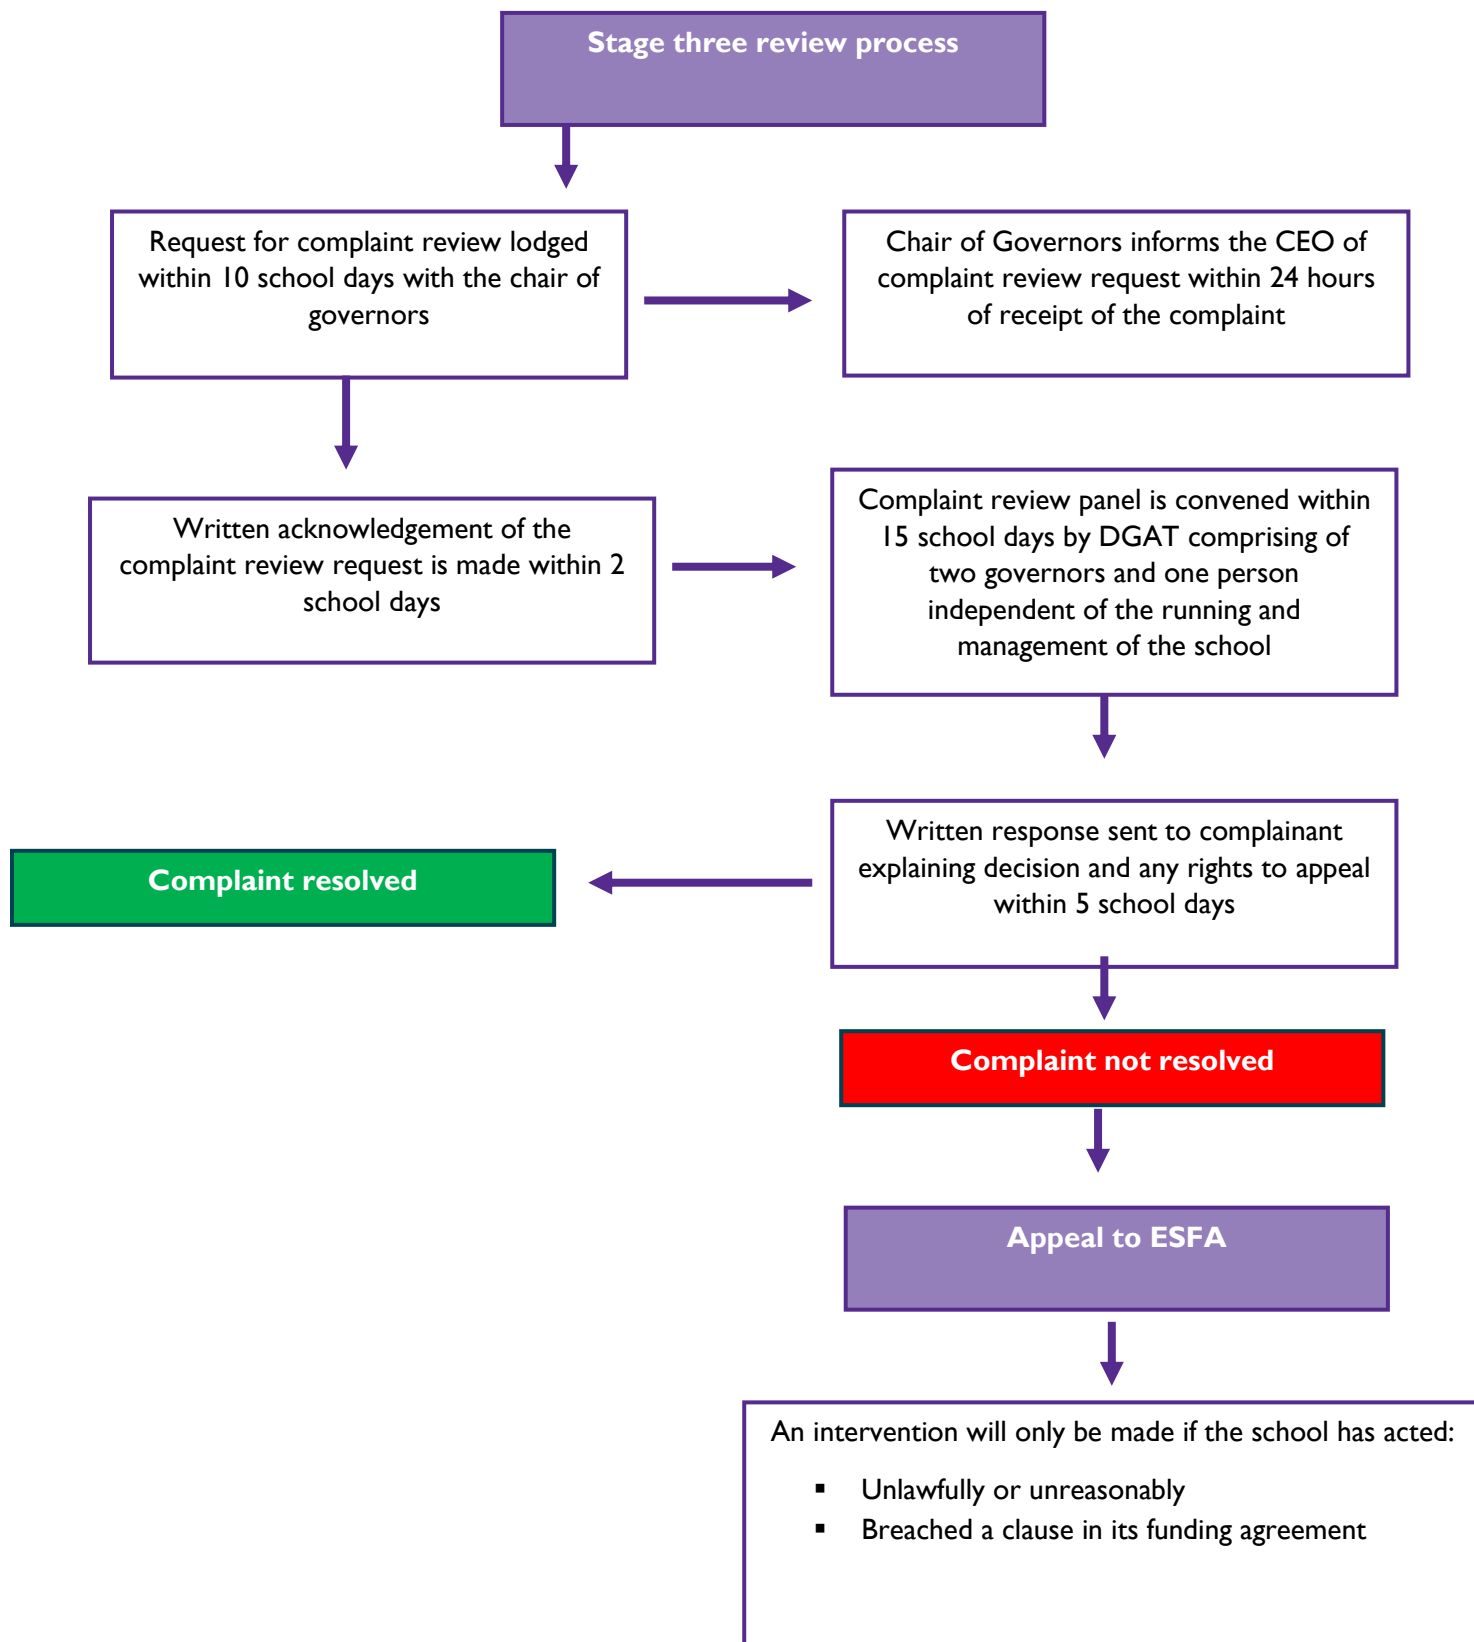 Stage three review process
Request for complaint review lodged
within 10 school days with the chair of
governors
Chair of Governors informs the CEO of
complaint review request within 24 hours
of receipt of the complaint
Written acknowledgement of the
complaint review request is made within 2
school days
Complaint review panel is convened within
15 school days by DGAT comprising of
two governors and one person
independent of the running and
management of the school
Written response sent to complainant
explaining decision and any rights to appeal
within 5 school days
Complaint resolved
Complaint not resolved
Appeal to ESFA
An intervention will only be made if the school has acted:
▪ Unlawfully or unreasonably
▪ Breached a clause in its funding agreement